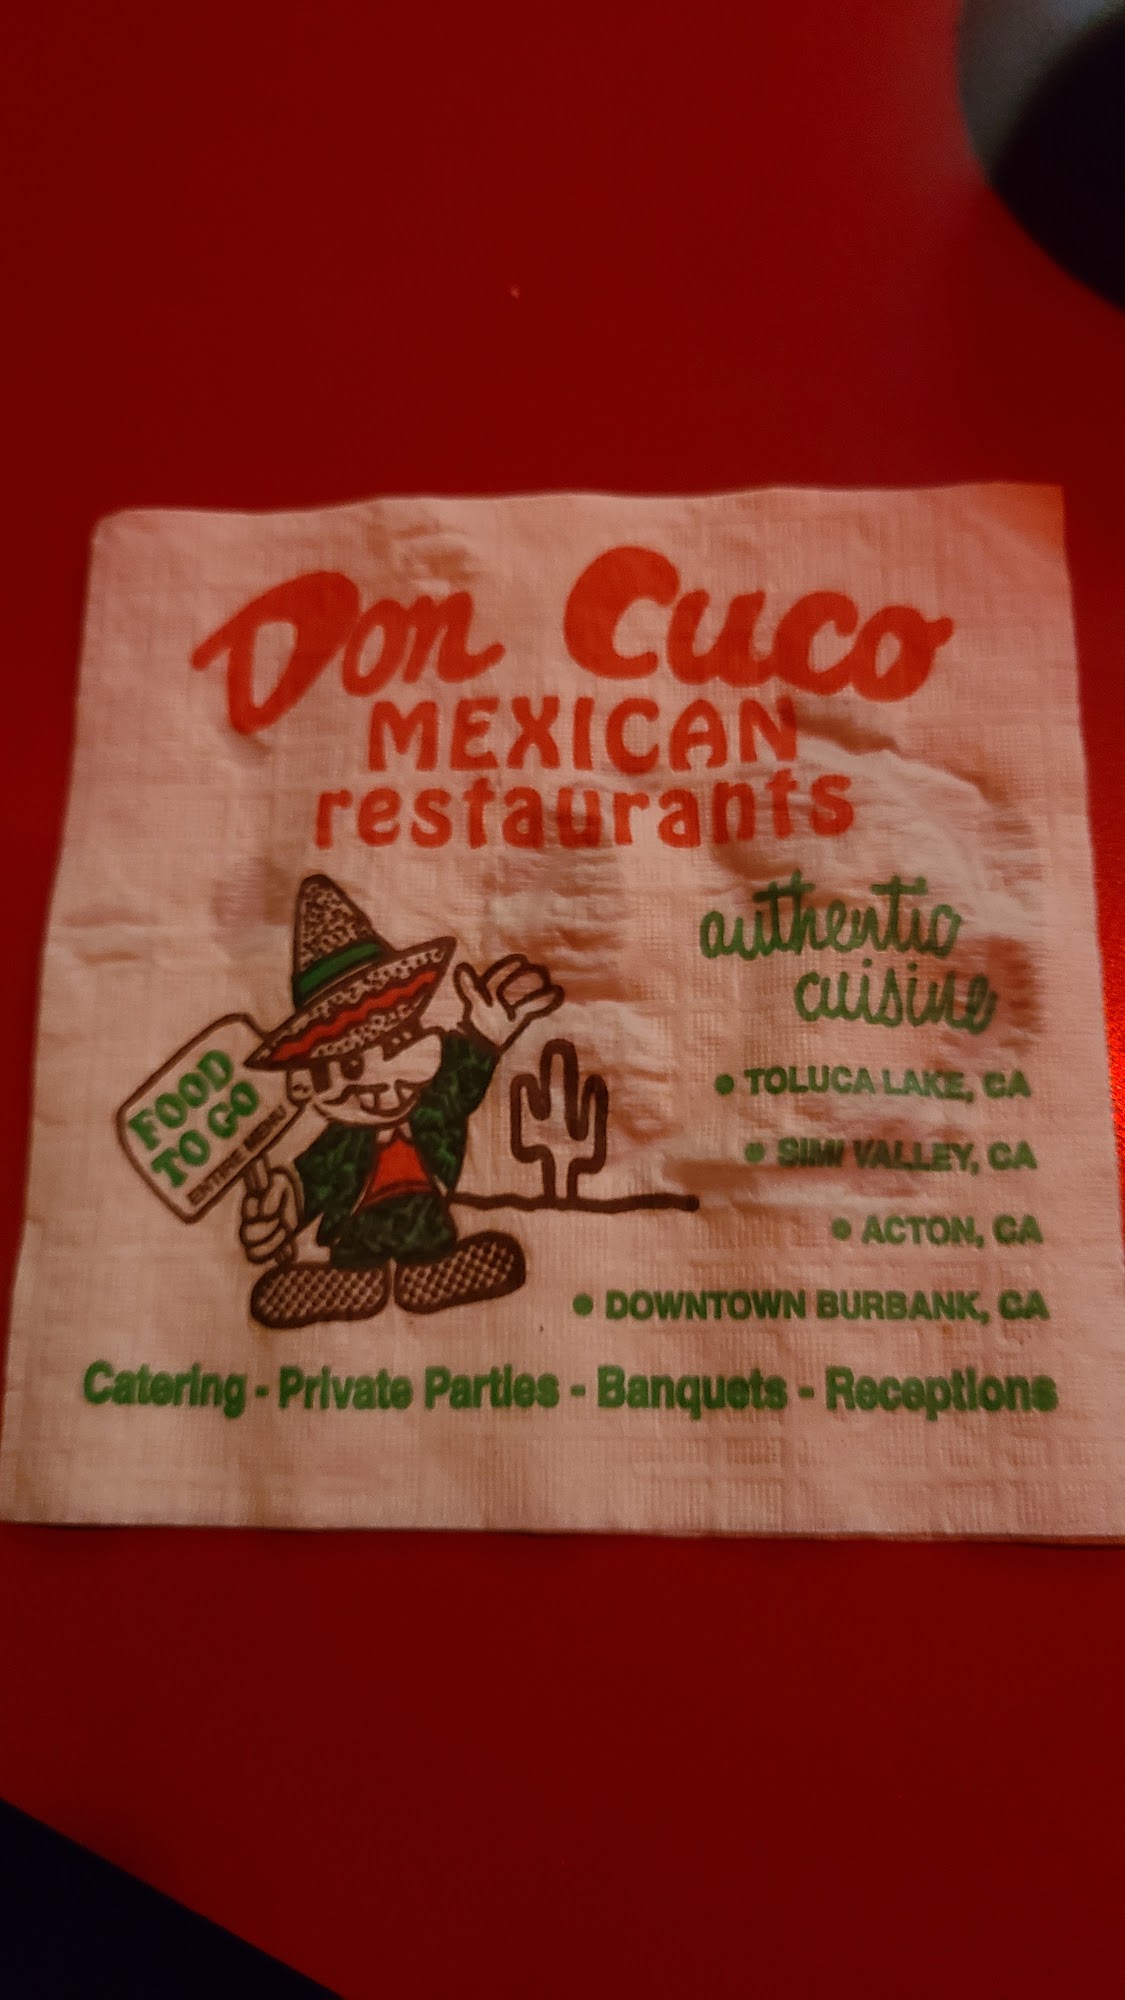 Don Cuco
MEXICAN
restaurants
authentic
cuisine
FOOD
TO GO
ENTIRE MENU
• TOLUCA LAKE, CA
• SIMI VALLEY, CA
• ACTON, CA
• DOWNTOWN BURBANK, CA
Catering - Private Parties - Banquets - Receptions